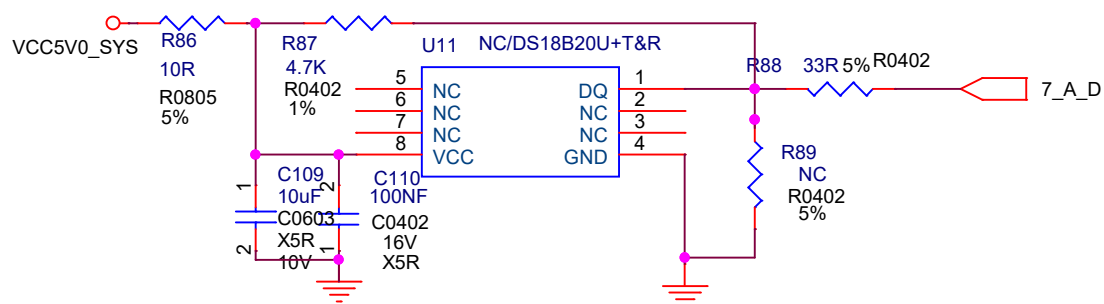 VCC5V0_SYS
R86
10R
R0805
5%
R87
4.7K
R0402
1%
U11 NC/DS18B20U+T&R
5 NC DQ 1
6 NC NC 2
7 NC NC 3
8 VCC GND 4
R88 33R 5% R0402
7_A_D
R89
NC
R0402
5%
1
2
C109
10uF
C0603
X5R
10V
2
1
C110
100NF
C0402
16V
X5R